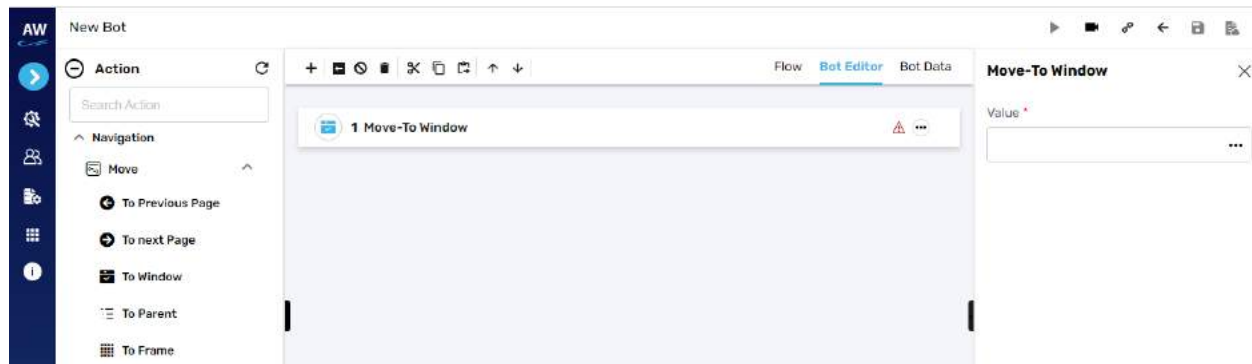 AW
New Bot
Action
Search Action
Navigation
Move
To Previous Page
To next Page
To Window
To Parent
To Frame
Flow
Bot Editor
Bot Data
1 Move-To Window
Move-To Window
Value *